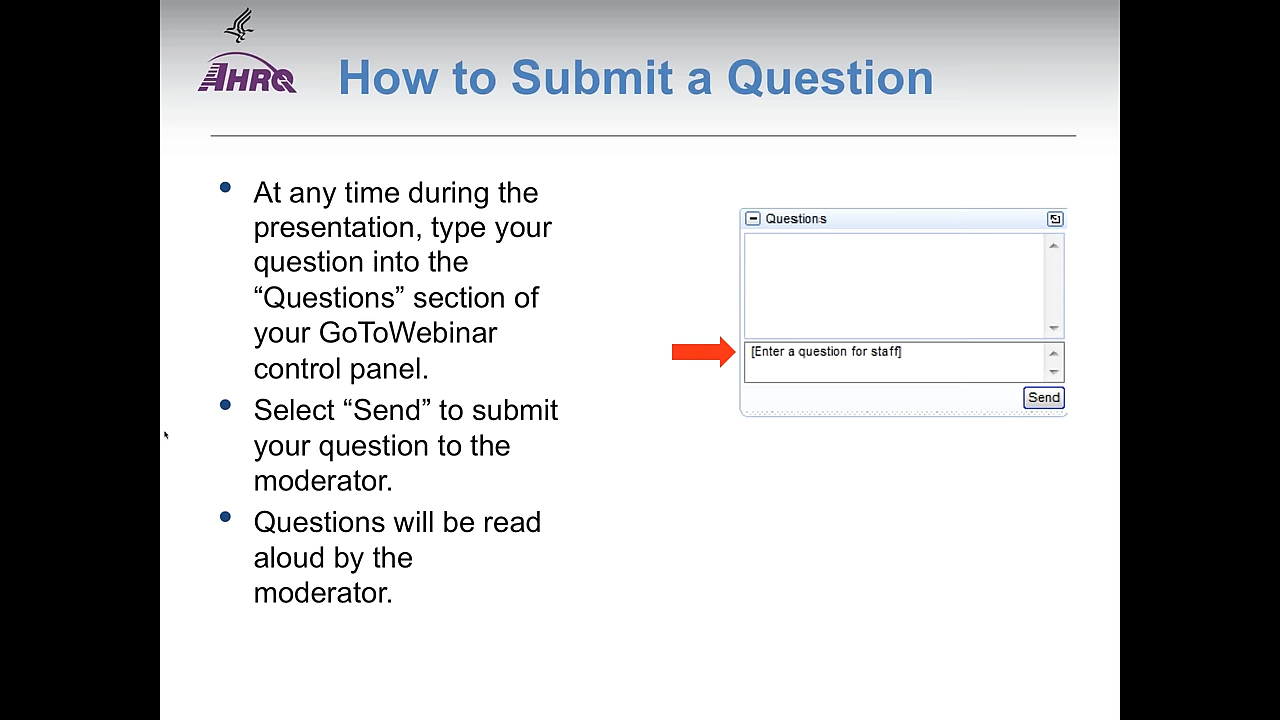 AHRQ
How to Submit a Question
• At any time during the
presentation, type your
question into the
“Questions” section of
your GoToWebinar
control panel.
• Select “Send” to submit
your question to the
moderator.
• Questions will be read
aloud by the
moderator.
Questions
[Enter a question for staff]
Send